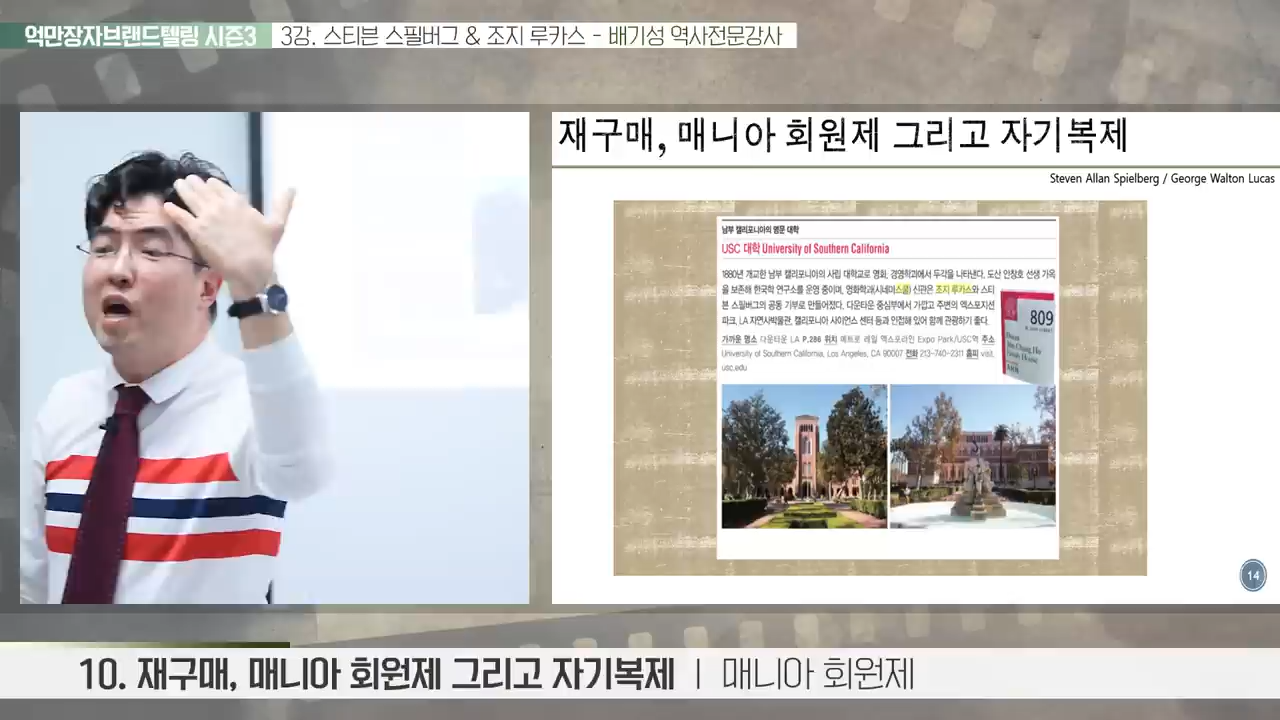 억만장자브랜드텔링 시즌3
3강. 스티븐 스필버그 & 조지 루카스 - 배기성 역사전문강사
재구매, 매니아 회원제 그리고 자기복제
Steven Allan Spielberg / George Walton Lucas
남부 캘리포니아의 명문 대학
USC 대학 University of Southern California
1880년 개교한 남부 캘리포니아의 사립 대학교로 영화, 경영학과에서 두각을 나타낸다. 도산 안창호 선생 가옥
을 보존해 한국학 연구소를 운영 중이며, 영화학과(시네마스쿨) 신관은 조지 루카스와 스티
븐 스필버그의 공동 기부로 만들어졌다. 다운타운 중심부에서 가깝고 주변의 엑스포지션
파크, LA 자연사박물관, 캘리포니아 사이언스 센터 등과 인접해 있어 함께 관광하기 좋다.
가까운 명소 다운타운 LA P.286 위치 메트로 레일 엑스포라인 Expo Park/USC역 주소
University of Southern California, Los Angeles, CA 90007 전화 213-740-2311 홈피 visit.
usc.edu
809
Ahn Chang Ho
Family House
14
10. 재구매, 매니아 회원제 그리고 자기복제 | 매니아 회원제